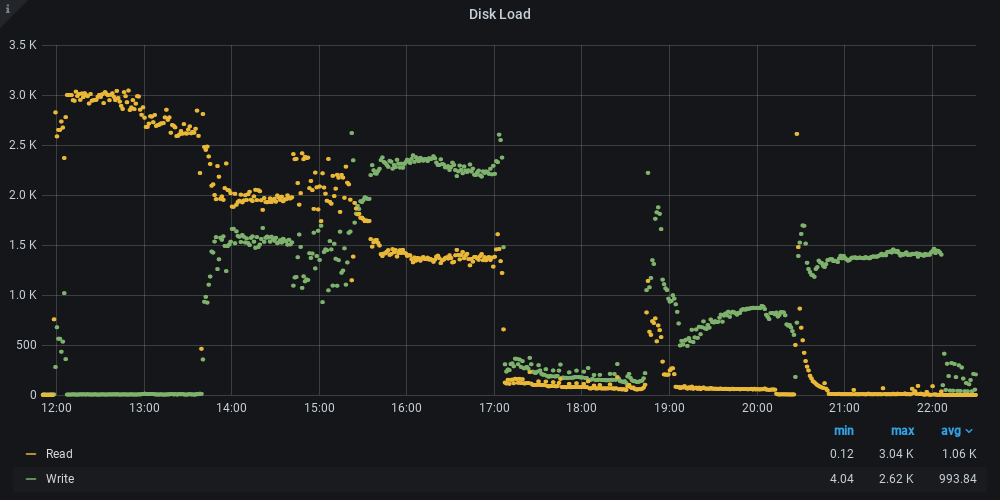 i
Disk Load
3.5 K
3.0 K
2.5 K
2.0 K
1.5 K
1.0 K
500
0
12:00 13:00 14:00 15:00 16:00 17:00 18:00 19:00 20:00 21:00 22:00
min max avg
Read 0.12 3.04 K 1.06 K
Write 4.04 2.62 K 993.84